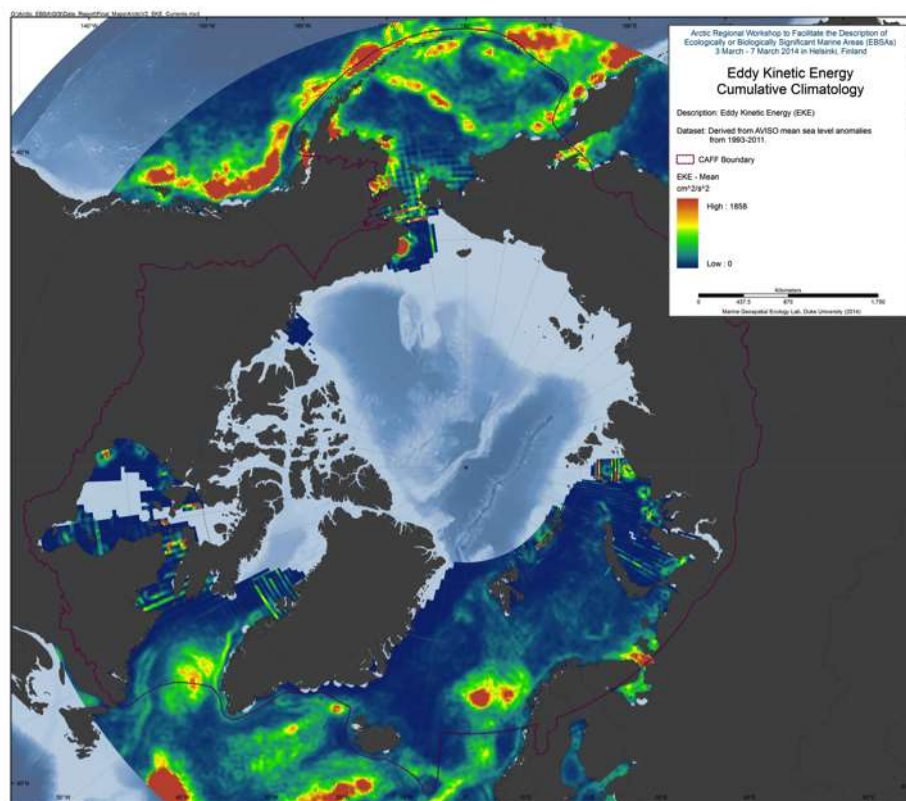 Arctic Regional Workshop to Facilitate the Description of
Ecologically or Biologically Significant Marine Areas (EBSAs)
3 March - 7 March 2014 in Helsinki, Finland
Eddy Kinetic Energy
Cumulative Climatology
Description: Eddy Kinetic Energy (EKE)
Dataset: Derived from AVISO mean sea level anomalies
from 1993-2011.
CAFF Boundary
EKE - Mean
cm^2/s^2
High : 1858
Low : 0
Kilometers
0 437.5 875 1,750
Marine Geospatial Ecology Lab, Duke University (2014)